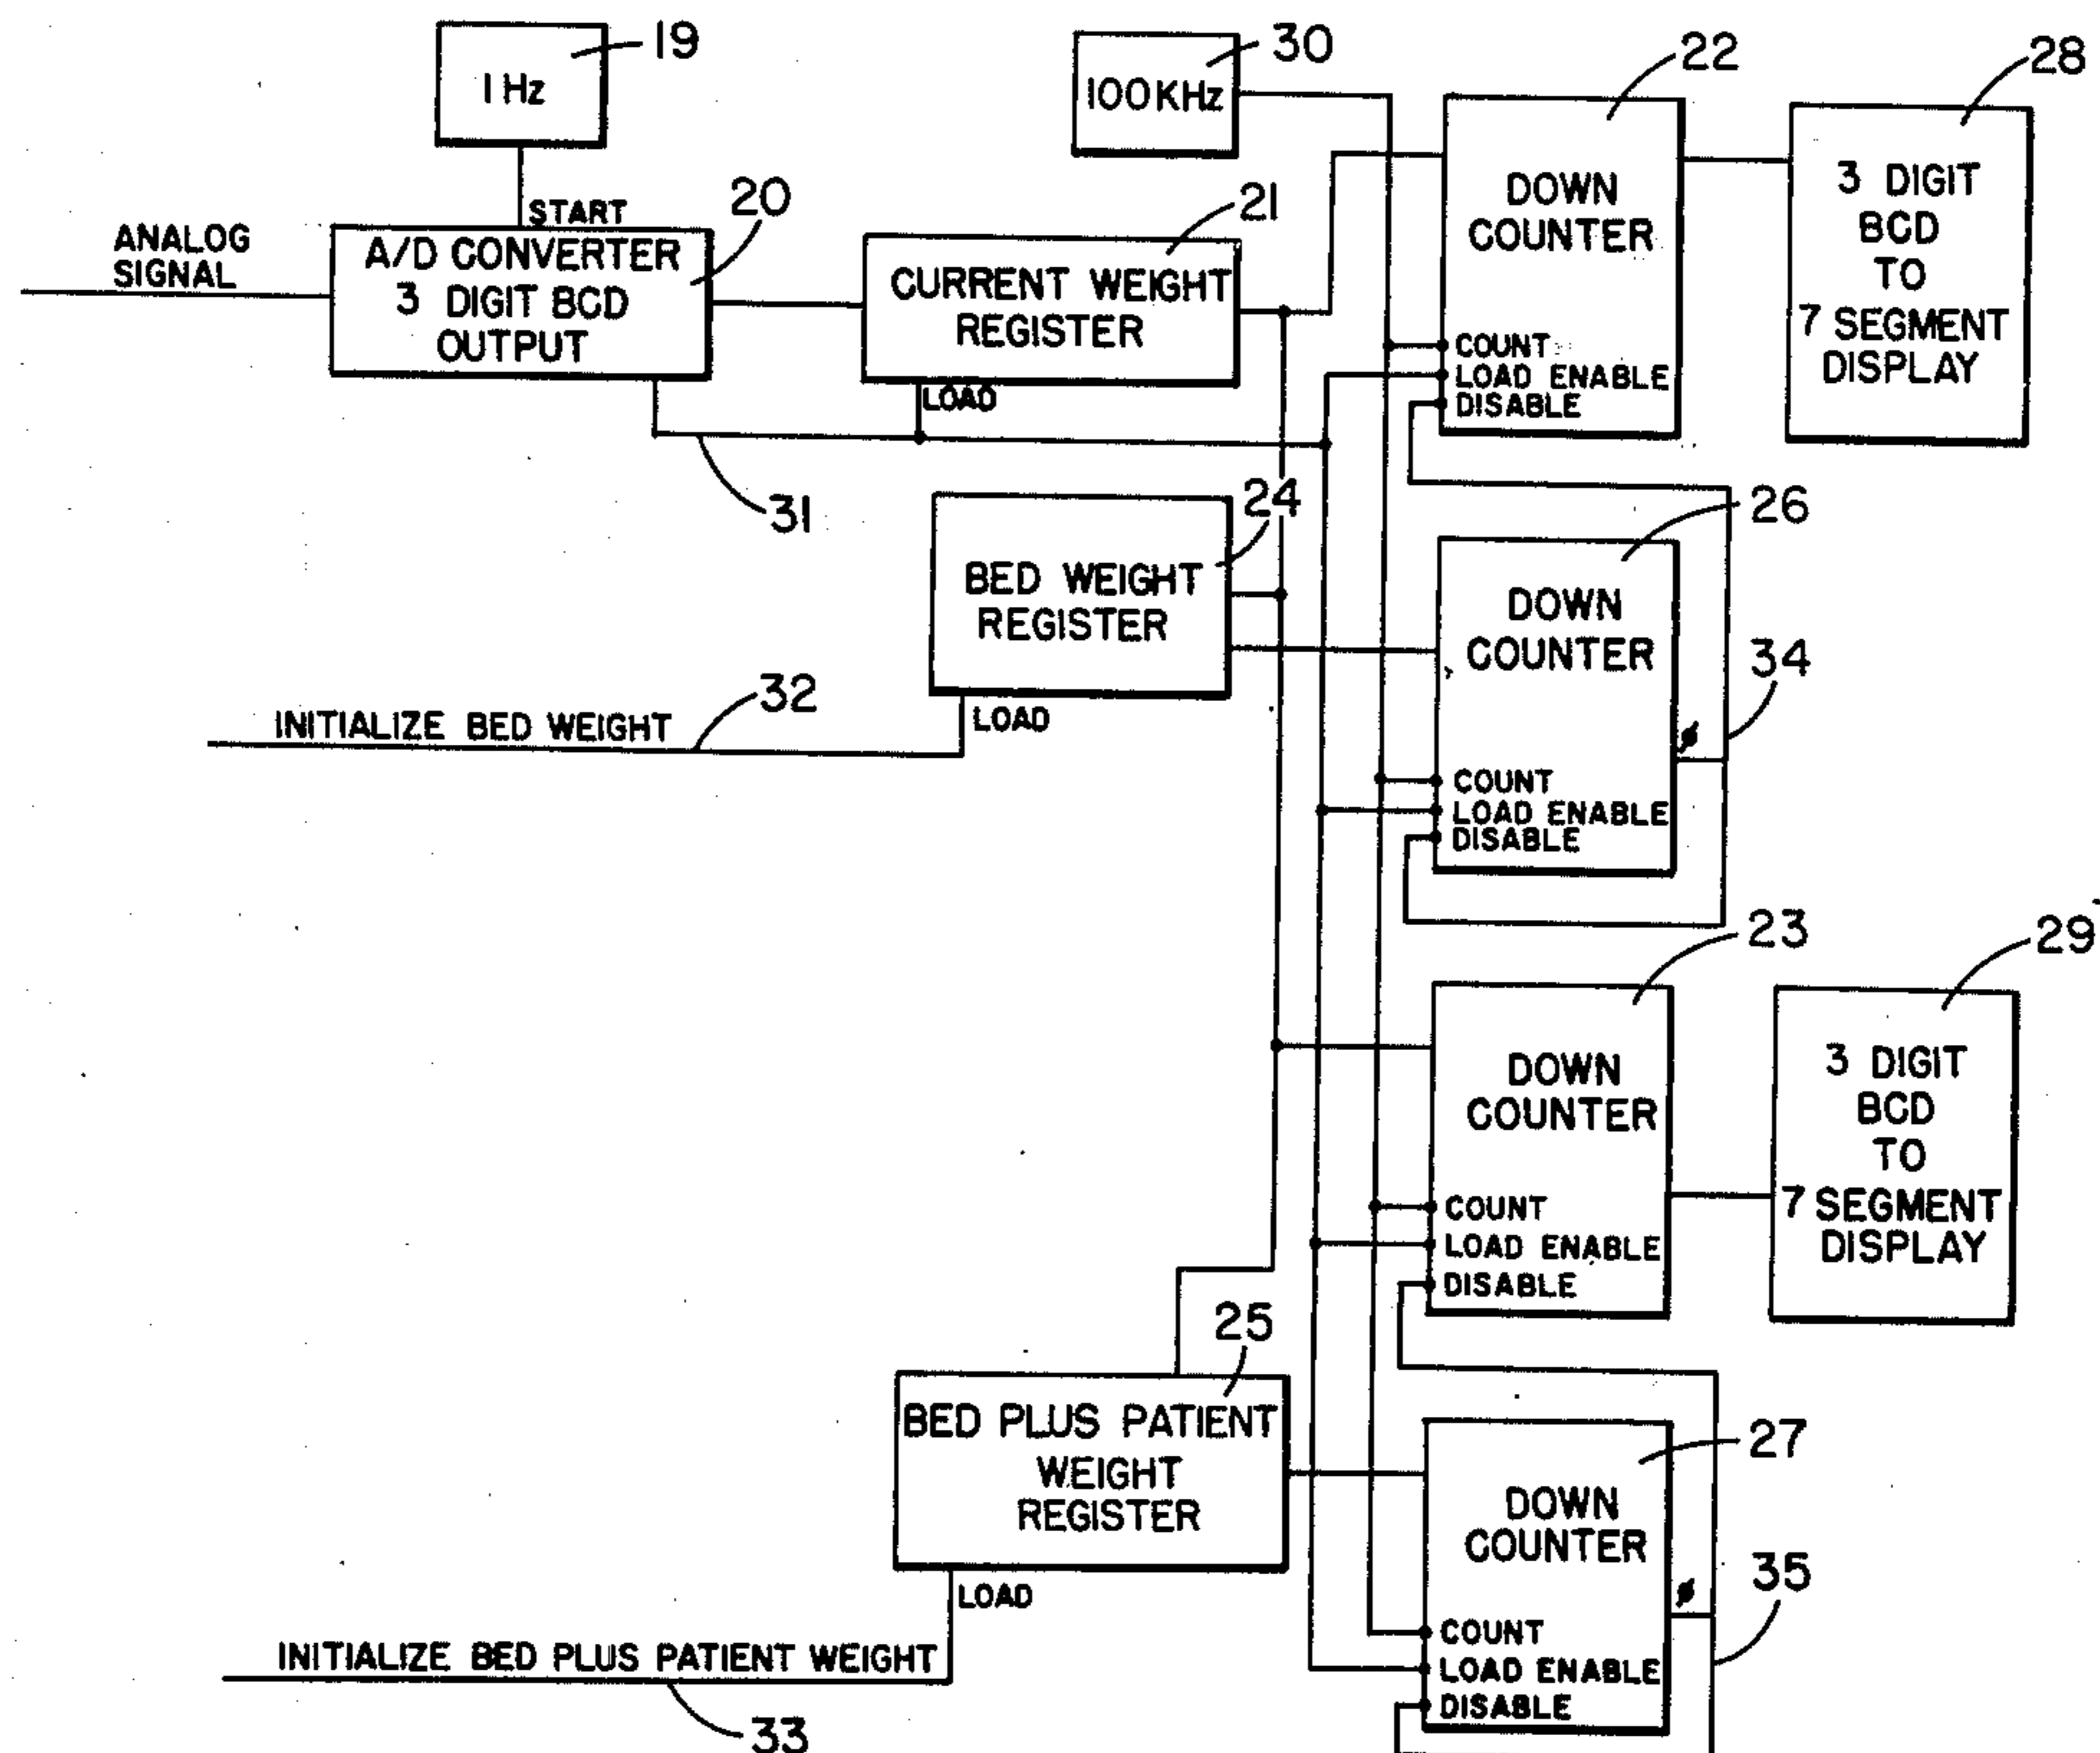 19
1 Hz
START
ANALOG
SIGNAL
A/D CONVERTER
3 DIGIT BCD
OUTPUT
20
CURRENT WEIGHT
REGISTER
21
LOAD
31
30
100KHz
22
DOWN
COUNTER
COUNT
LOAD ENABLE
DISABLE
28
3 DIGIT
BCD
TO
7 SEGMENT
DISPLAY
24
BED WEIGHT
REGISTER
LOAD
INITIALIZE BED WEIGHT
32
26
DOWN
COUNTER
ø
34
COUNT
LOAD ENABLE
DISABLE
23
DOWN
COUNTER
COUNT
LOAD ENABLE
DISABLE
29
3 DIGIT
BCD
TO
7 SEGMENT
DISPLAY
25
BED PLUS PATIENT
WEIGHT
REGISTER
LOAD
INITIALIZE BED PLUS PATIENT WEIGHT
33
27
DOWN
COUNTER
ø
35
COUNT
LOAD ENABLE
DISABLE